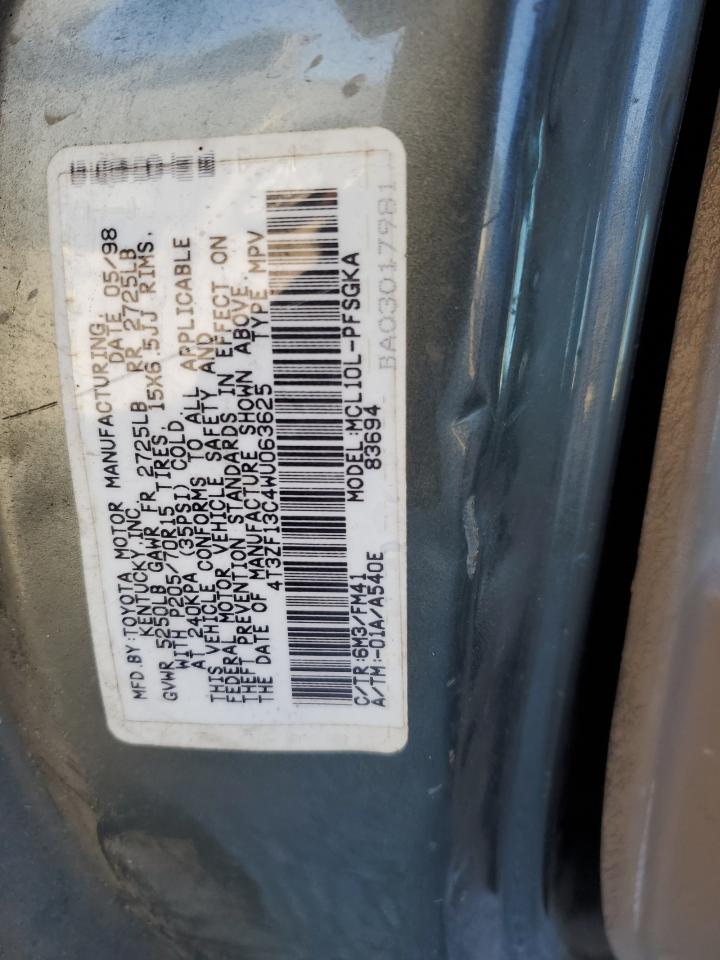 MFD.BY:TOYOTA MOTOR MANUFACTURING,
KENTUCKY,INC. DATE 05/98
GVWR 5250LB GAWR FR 2725LB RR 2725LB
WITH P205/70R15 TIRES, 15X6.5JJ RIMS,
AT 240KPA (35PSI) COLD.
THIS VEHICLE CONFORMS TO ALL APPLICABLE
FEDERAL MOTOR VEHICLE SAFETY AND
THEFT PREVENTION STANDARDS IN EFFECT ON
THE DATE OF MANUFACTURE SHOWN ABOVE.
4T3ZF13C4WU063625 TYPE MPV
C/TR:6M3/FM41 MODEL:MCL10L-PFSGKA
A/TM:-01A/A540E 83694
BA03017981